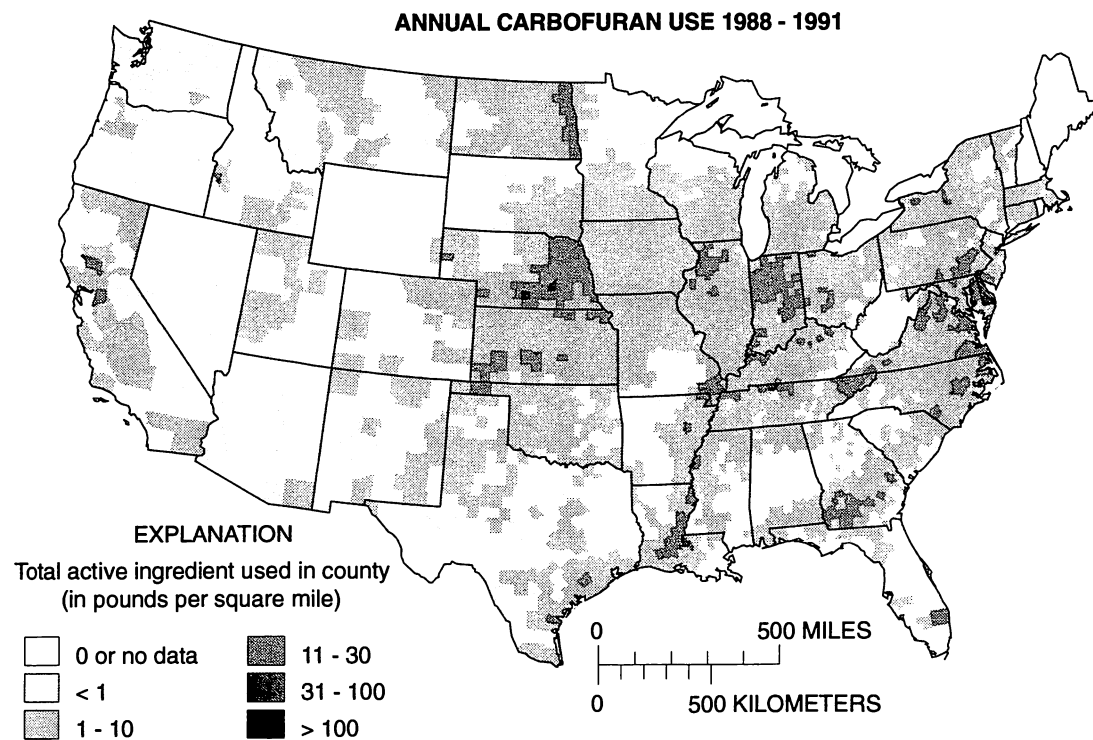 ANNUAL CARBOFURAN USE 1988 - 1991
EXPLANATION
Total active ingredient used in county
(in pounds per square mile)
0 or no data
< 1
1 - 10
11 - 30
31 - 100
> 100
0 500 MILES
0 500 KILOMETERS